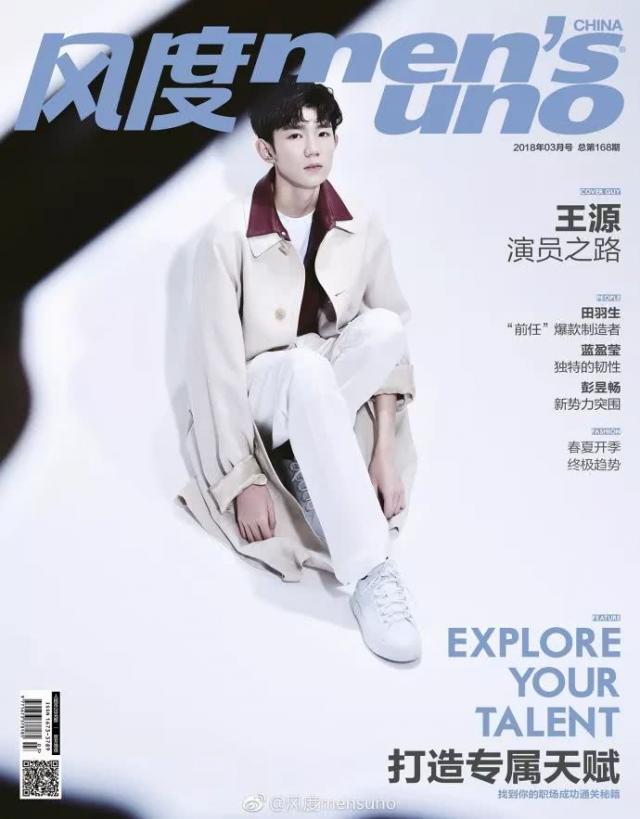 CHINA
风度men's
uno
2018年03月号 总第168期
COVER GUY
王源
演员之路
PEOPLE
田羽生
“前任”爆款制造者
蓝盈莹
独特的韧性
彭昱畅
新势力突围
FASHION
春夏开季
终极趋势
FEATURE
EXPLORE
YOUR
TALENT
打造专属天赋
找到你的职场成功通关秘籍
ISSN 1673-3789
@风度mensuno